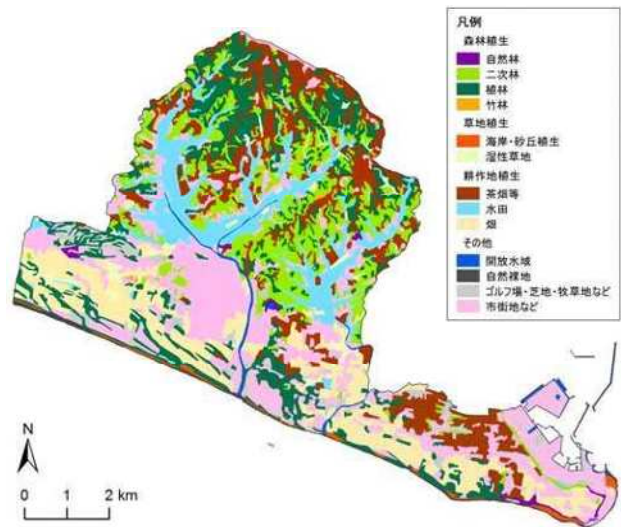 凡例
森林植生
自然林
二次林
植林
竹林
草地植生
海岸・砂丘植生
湿性草地
耕作地植生
茶畑等
水田
畑
その他
開放水域
自然裸地
ゴルフ場・芝地・牧草地など
市街地など
N
0 1 2 km